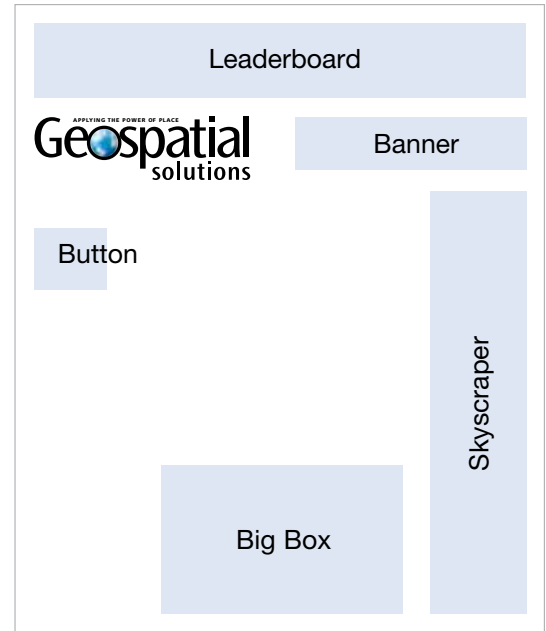 Leaderboard
APPLYING THE POWER OF PLACE
Geospatial
solutions
Banner
Button
Skyscraper
Big Box